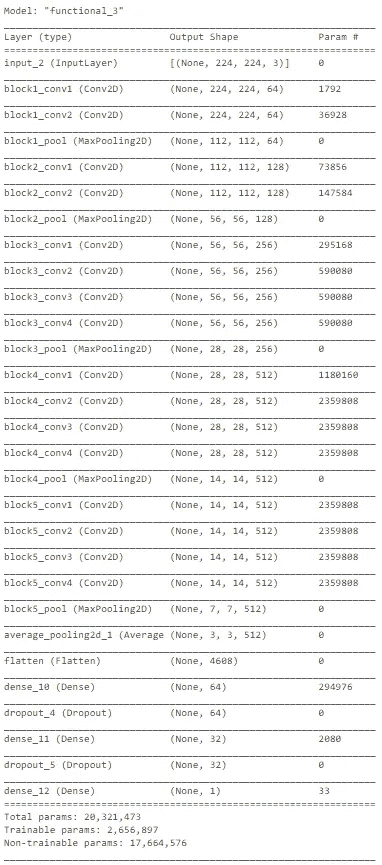 Model: "functional_3"
Layer (type) Output Shape Param #
input_2 (InputLayer) [(None, 224, 224, 3)] 0
block1_conv1 (Conv2D) (None, 224, 224, 64) 1792
block1_conv2 (Conv2D) (None, 224, 224, 64) 36928
block1_pool (MaxPooling2D) (None, 112, 112, 64) 0
block2_conv1 (Conv2D) (None, 112, 112, 128) 73856
block2_conv2 (Conv2D) (None, 112, 112, 128) 147584
block2_pool (MaxPooling2D) (None, 56, 56, 128) 0
block3_conv1 (Conv2D) (None, 56, 56, 256) 295168
block3_conv2 (Conv2D) (None, 56, 56, 256) 590080
block3_conv3 (Conv2D) (None, 56, 56, 256) 590080
block3_conv4 (Conv2D) (None, 56, 56, 256) 590080
block3_pool (MaxPooling2D) (None, 28, 28, 256) 0
block4_conv1 (Conv2D) (None, 28, 28, 512) 1180160
block4_conv2 (Conv2D) (None, 28, 28, 512) 2359808
block4_conv3 (Conv2D) (None, 28, 28, 512) 2359808
block4_conv4 (Conv2D) (None, 28, 28, 512) 2359808
block4_pool (MaxPooling2D) (None, 14, 14, 512) 0
block5_conv1 (Conv2D) (None, 14, 14, 512) 2359808
block5_conv2 (Conv2D) (None, 14, 14, 512) 2359808
block5_conv3 (Conv2D) (None, 14, 14, 512) 2359808
block5_conv4 (Conv2D) (None, 14, 14, 512) 2359808
block5_pool (MaxPooling2D) (None, 7, 7, 512) 0
average_pooling2d_1 (Average (None, 3, 3, 512) 0
flatten (Flatten) (None, 4608) 0
dense_10 (Dense) (None, 64) 294976
dropout_4 (Dropout) (None, 64) 0
dense_11 (Dense) (None, 32) 2080
dropout_5 (Dropout) (None, 32) 0
dense_12 (Dense) (None, 1) 33
Total params: 20,321,473
Trainable params: 2,656,897
Non-trainable params: 17,664,576